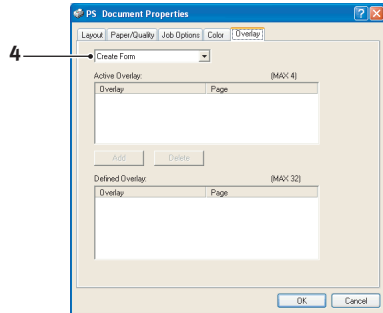 PS Document Properties
Layout Paper/Quality Job Options Color Overlay
4
Create Form
Active Overlay: (MAX 4)
Overlay Page
Add Delete
Defined Overlay: (MAX 32)
Overlay Page
OK Cancel